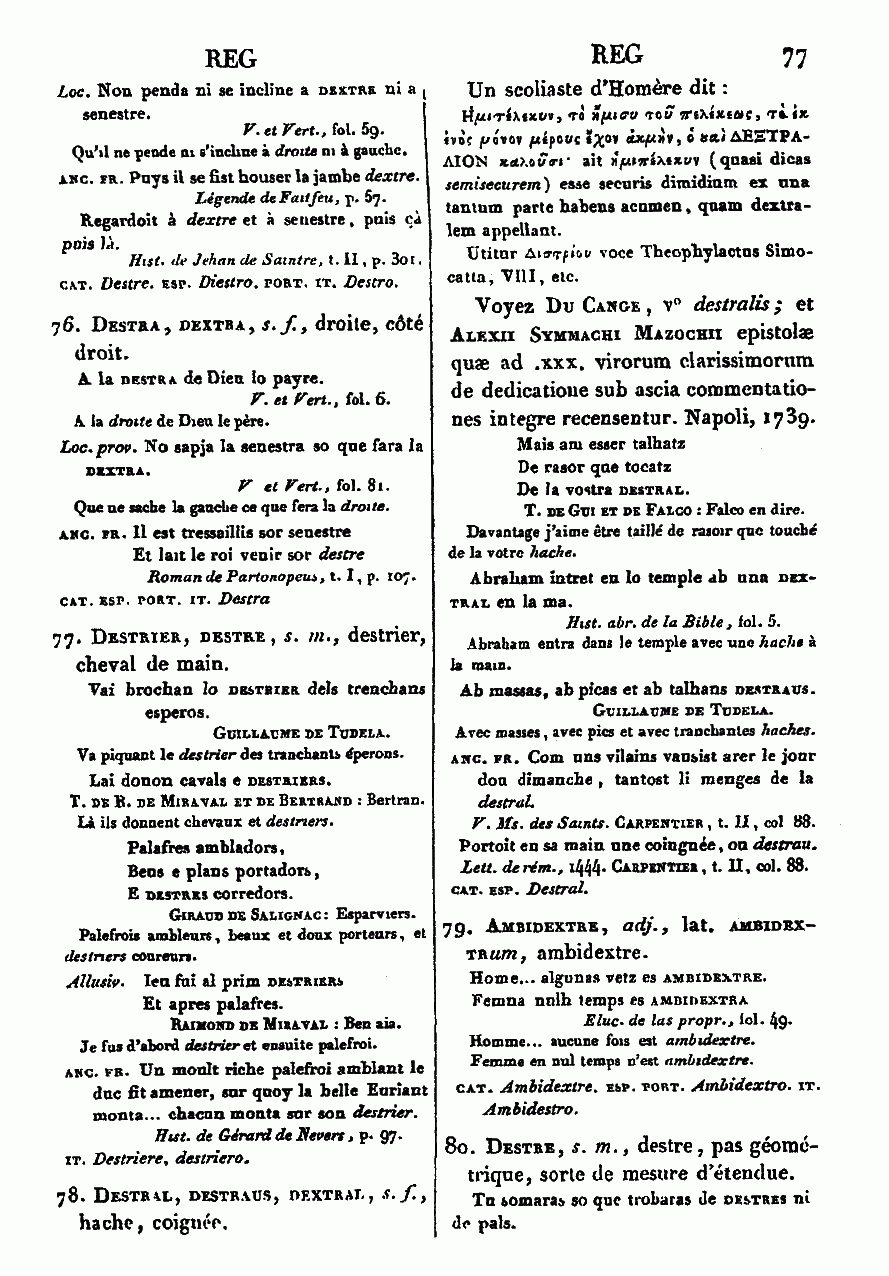 REG
REG
77
Loc. Non penda ni se incline a DEXTRE ni a
senestre.
V. et Vert., fol. 59.
Qu'il ne pende ni s'incline à droite ni à gauche.
ANC. FR. Puys il se fist houser la jambe dextre.
Légende de Faifeu, p. 57.
Regardoit à dextre et à senestre, puis çà
puis là.
Hist. de Jehan de Saintre, t. II, p. 301.
CAT. Destre. ESP. Diestro. PORT. IT. Destro.
76. DESTRA, DEXTRA, s. f., droite, côté
droit.
A la DESTRA de Dieu lo payre.
V. et Vert., fol. 6.
A la droite de Dieu le père.
Loc. prov. No sapja la senestra so que fara la
DEXTRA.
V et Vert., fol. 81.
Que ne sache la gauche ce que fera la droite.
ANC. FR. Il est tressaillis sor senestre
Et lait le roi venir sor destre
Roman de Partonopeus, t. I, p. 107.
CAT. ESP. PORT. IT. Destra
77. DESTRIER, DESTRE, s. m., destrier,
cheval de main.
Vai brochan lo DESTRIER dels trenchans
esperos.
GUILLAUME DE TUDELA.
Va piquant le destrier des tranchants éperons.
Lai donon cavals e DESTRIERS.
T. DE R. DE MIRAVAL ET DE BERTRAND : Bertran.
Là ils donnent chevaux et destriers.
Palafres ambladors,
Bens e plans portadors,
E DESTRES corredors.
GIRAUD DE SALIGNAC: Esparviers.
Palefrois ambleurs, beaux et doux porteurs, et
destriers coureurs.
Allusiv. Ieu fui al prim DESTRIERS
Et apres palafres.
RAIMOND DE MIRAVAL : Ben aia.
Je fus d'abord destrier et ensuite palefroi.
ANC. FR. Un moult riche palefroi amblant le
duc fit amener, sur quoy la belle Euriant
monta... chacun monta sur son destrier.
Hist. de Gérard de Nevers, p. 97.
IT. Destriere, destriero.
78. DESTRAL, DESTRAUS, DEXTRAL, s. f.,
hache, coignée.
Un scoliaste d'Homère dit :
Ἡμιπέλεκυν, τὸ ἥμισυ τοῦ πελέκεως, τὸ ἐκ
ἑνὸς μόνον μέρους ἔχον ἀκμὴν, ὃ καὶ ΔΕΞΤΡΑ-
ΛΙΟΝ καλοῦσι· ait ἡμιπέλεκυν (quasi dicas
semisecurem) esse securis dimidium ex una
tantum parte habens acumen, quam dextra-
lem appellant.
Utitur Διστρίου voce Theophylactus Simo-
catta, VIII, etc.
Voyez DU CANGE, v° destralis; et
ALEXII SYMMACHI MAZOCHII epistolæ
quæ ad .XXX. virorum clarissimorum
de dedicatione sub ascia commentatio-
nes integre recensentur. Napoli, 1739.
Mais am esser talhatz
De rasor que tocatz
De la vostra DESTRAL.
T. DE GUI ET DE FALCO : Falco en dire.
Davantage j'aime être taillé de rasoir que touché
de la votre hache.
Abraham intret en lo temple ab una DEX-
TRAL en la ma.
Hist. abr. de la Bible, fol. 5.
Abraham entra dans le temple avec une hache à
la main.
Ab massas, ab picas et ab talhans DESTRAUS.
GUILLAUME DE TUDELA.
Avec masses, avec pics et avec tranchantes haches.
ANC. FR. Com uns vilains vausist arer le jour
dou dimanche, tantost li menges de la
destral.
V. Ms. des Saints. CARPENTIER, t. II, col 88.
Portoit en sa main une coingnée, ou destrau.
Lett. de rém., 1444. CARPENTIER, t. II, col. 88.
CAT. ESP. Destral.
79. AMBIDEXTRE, adj., lat. AMBIDEX-
TRum, ambidextre.
Home... algunas vetz es AMBIDEXTRE.
Femna nulh temps es AMBIDEXTRA
Eluc. de las propr., fol. 49.
Homme... aucune fois est ambidextre.
Femme en nul temps n'est ambidextre.
CAT. Ambidextre. ESP. PORT. Ambidextro. IT.
Ambidestro.
80. DESTRE, s. m., destre, pas géomé-
trique, sorte de mesure d'étendue.
Tu somaras so que trobaras de DESTRES ni
de pals.